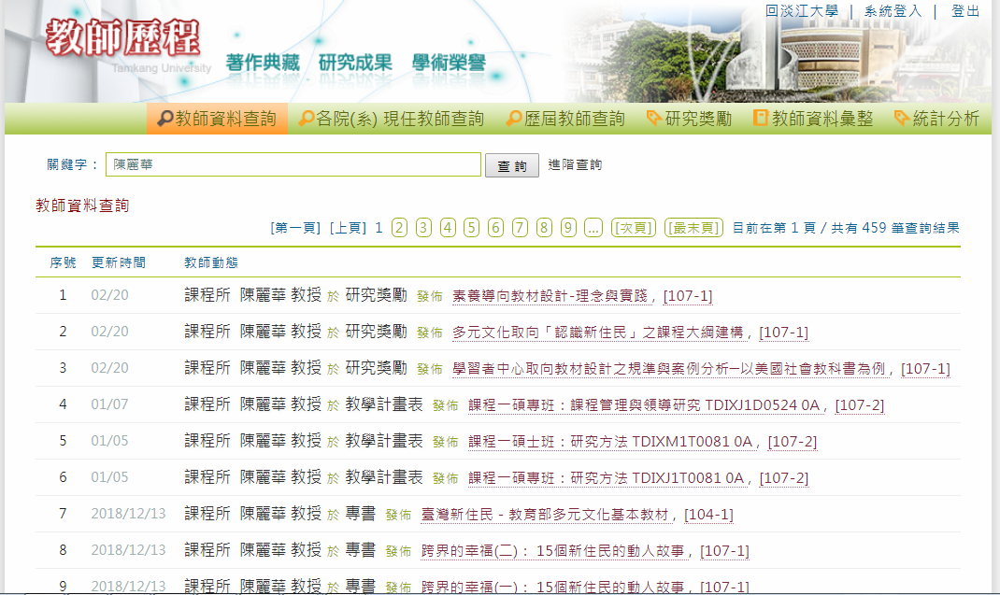 回淡江大學 | 系統登入 | 登出
教師歷程
Tamkang University
著作典藏 研究成果 學術榮譽
教師資料查詢 各院(系) 現任教師查詢 歷屆教師查詢 研究獎勵 教師資料彙整 統計分析
關鍵字： 陳麗華 查 詢 進階查詢
教師資料查詢
[第一頁] [上頁] 1 2 3 4 5 6 7 8 9 ... [次頁] [最末頁] 目前在第 1 頁 / 共有 459 筆查詢結果
序號 更新時間 教師動態
1 02/20 課程所 陳麗華 教授 於 研究獎勵 發佈 素養導向教材設計-理念與實踐 , [107-1]
2 02/20 課程所 陳麗華 教授 於 研究獎勵 發佈 多元文化取向「認識新住民」之課程大綱建構 , [107-1]
3 02/20 課程所 陳麗華 教授 於 研究獎勵 發佈 學習者中心取向教材設計之規準與案例分析─以美國社會教科書為例 , [107-1]
4 01/07 課程所 陳麗華 教授 於 教學計畫表 發佈 課程一碩專班：課程管理與領導研究 TDIXJ1D0524 0A , [107-2]
5 01/05 課程所 陳麗華 教授 於 教學計畫表 發佈 課程一碩士班：研究方法 TDIXM1T0081 0A , [107-2]
6 01/05 課程所 陳麗華 教授 於 教學計畫表 發佈 課程一碩專班：研究方法 TDIXJ1T0081 0A , [107-2]
7 2018/12/13 課程所 陳麗華 教授 於 專書 發佈 臺灣新住民 - 教育部多元文化基本教材 , [104-1]
8 2018/12/13 課程所 陳麗華 教授 於 專書 發佈 跨界的幸福(二)： 15個新住民的動人故事 , [107-1]
9 2018/12/13 課程所 陳麗華 教授 於 專書 發佈 跨界的幸福(一)： 15個新住民的動人故事 , [107-1]